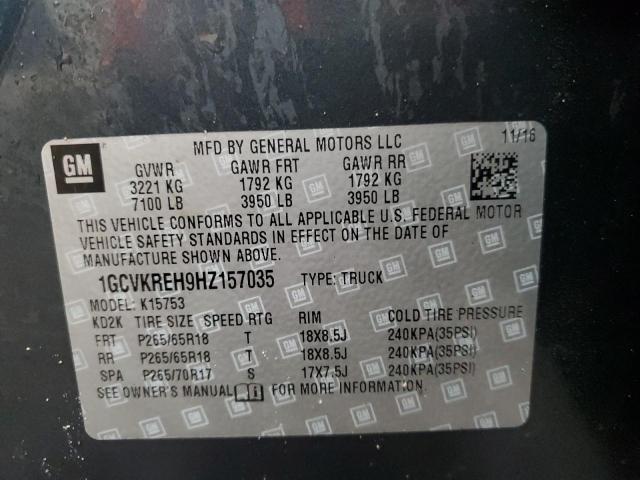 GM
MFD BY GENERAL MOTORS LLC 11/16
GVWR GAWR FRT GAWR RR
3221 KG 1792 KG 1792 KG
7100 LB 3950 LB 3950 LB
THIS VEHICLE CONFORMS TO ALL APPLICABLE U.S. FEDERAL MOTOR
VEHICLE SAFETY STANDARDS IN EFFECT ON THE DATE OF
MANUFACTURE SHOWN ABOVE.
1GCVKREH9HZ157035 TYPE: TRUCK
MODEL: K15753
KD2K TIRE SIZE SPEED RTG RIM COLD TIRE PRESSURE
FRT P265/65R18 T 18X8.5J 240KPA(35PSI)
RR P265/65R18 T 18X8.5J 240KPA(35PSI)
SPA P265/70R17 S 17X7.5J 240KPA(35PSI)
SEE OWNER'S MANUAL FOR MORE INFORMATION.